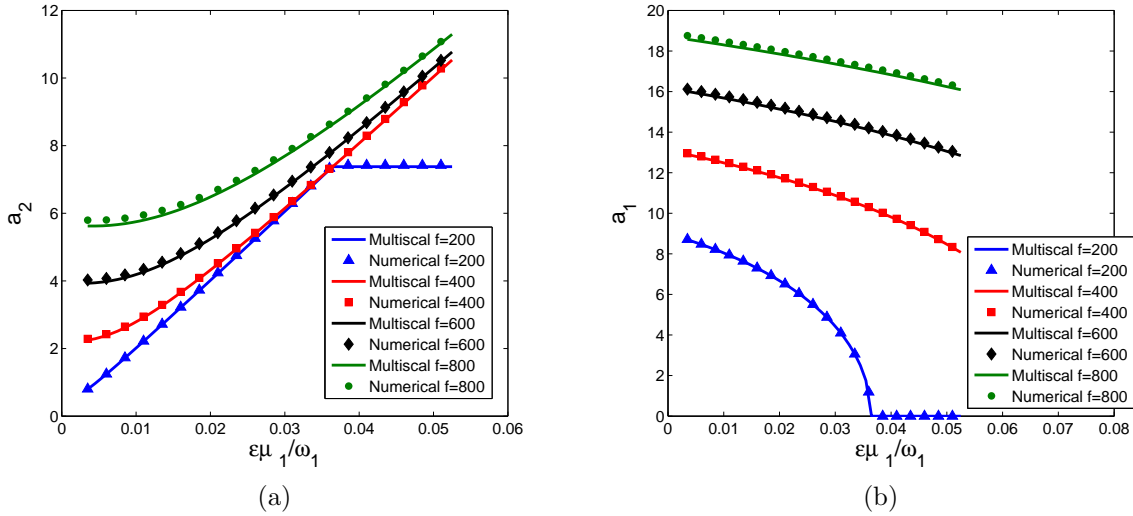 12
10
8
6
4
2
0
a2
0
0.01
0.02
0.03
0.04
0.05
0.06
εμ 1/ω1
Multiscal f=200
Numerical f=200
Multiscal f=400
Numerical f=400
Multiscal f=600
Numerical f=600
Multiscal f=800
Numerical f=800
(a)
20
18
16
14
12
10
8
6
4
2
0
a1
0
0.01
0.02
0.03
0.04
0.05
0.06
0.07
0.08
εμ 1/ω1
Multiscal f=200
Numerical f=200
Multiscal f=400
Numerical f=400
Multiscal f=600
Numerical f=600
Multiscal f=800
Numerical f=800
(b)